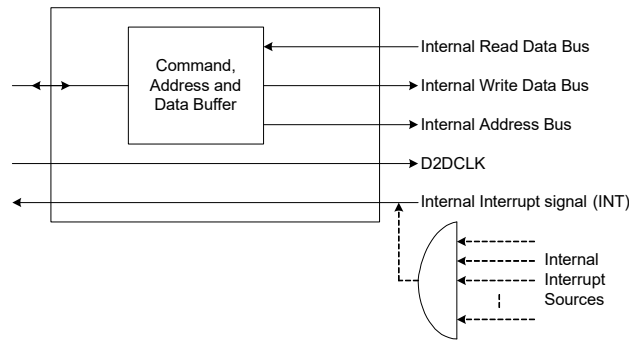 Command,
Address and
Data Buffer
Internal Read Data Bus
Internal Write Data Bus
Internal Address Bus
D2DCLK
Internal Interrupt signal (INT)
Internal
Interrupt
Sources